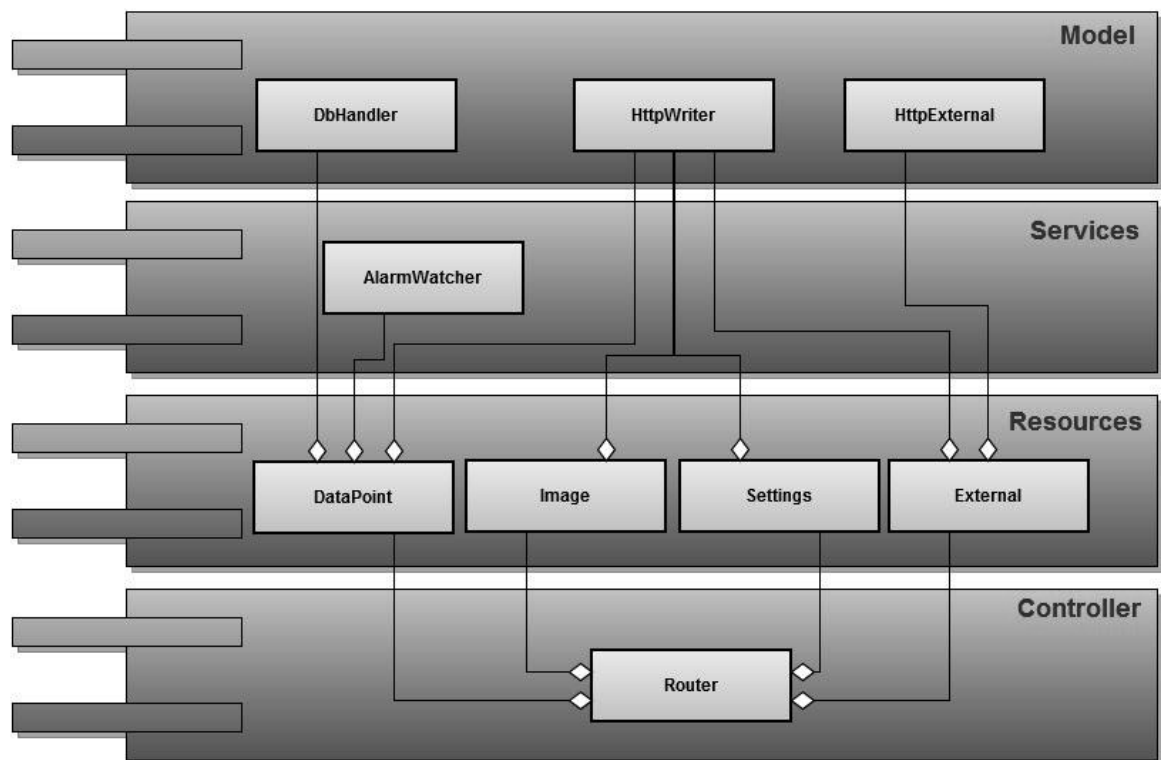 Model
DbHandler
HttpWriter
HttpExternal
Services
AlarmWatcher
Resources
DataPoint
Image
Settings
External
Controller
Router